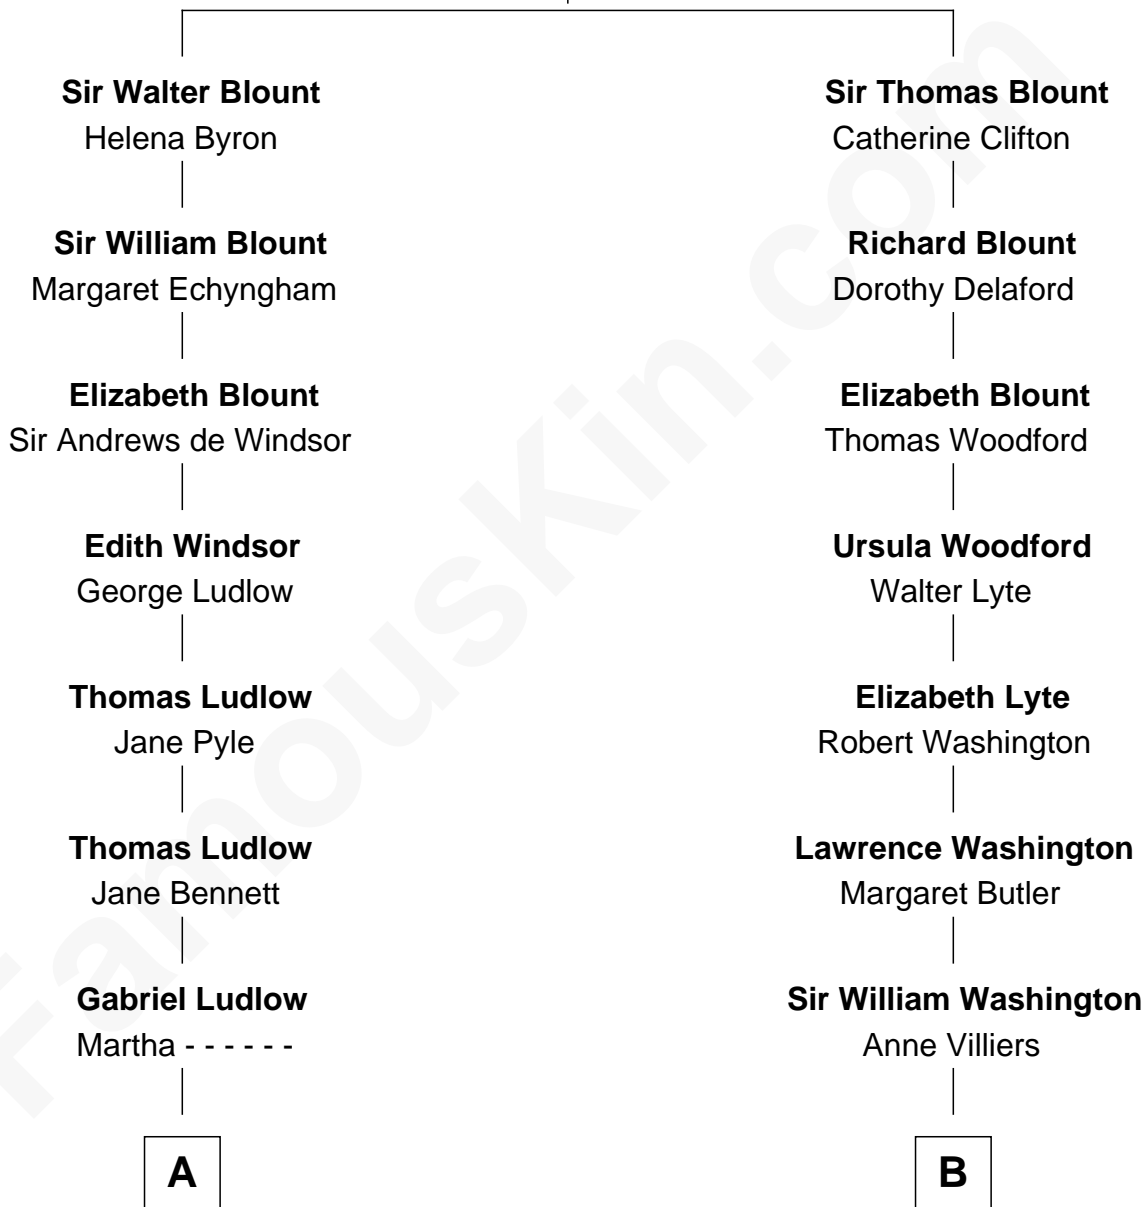 Sir Walter Blount
Helena Byron
Sir William Blount
Margaret Echyngham
Elizabeth Blount
Sir Andrews de Windsor
Edith Windsor
George Ludlow
Thomas Ludlow
Jane Pyle
Thomas Ludlow
Jane Bennett
Gabriel Ludlow
Martha - - - - - -
A
Sir Thomas Blount
Catherine Clifton
Richard Blount
Dorothy Delaford
Elizabeth Blount
Thomas Woodford
Ursula Woodford
Walter Lyte
Elizabeth Lyte
Robert Washington
Lawrence Washington
Margaret Butler
Sir William Washington
Anne Villiers
B
FamousKin.com